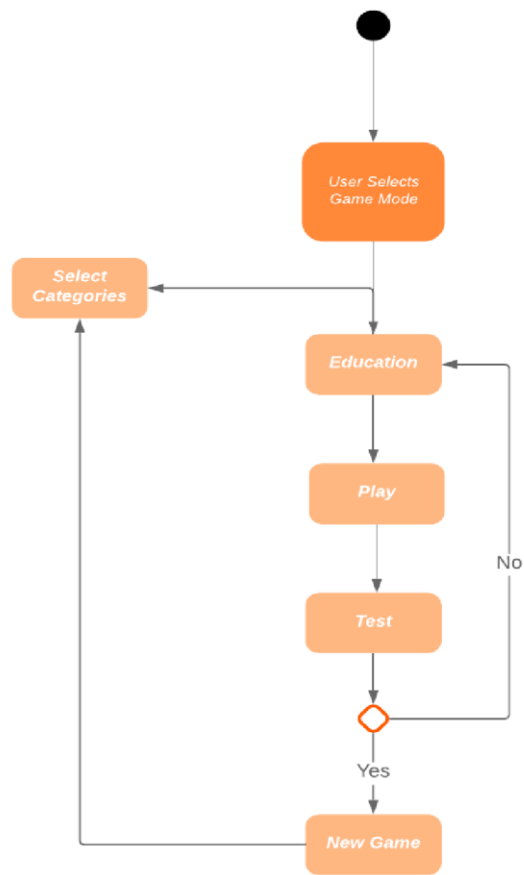 User Selects
Game Mode
Select
Categories
Education
Play
Test
No
Yes
New Game